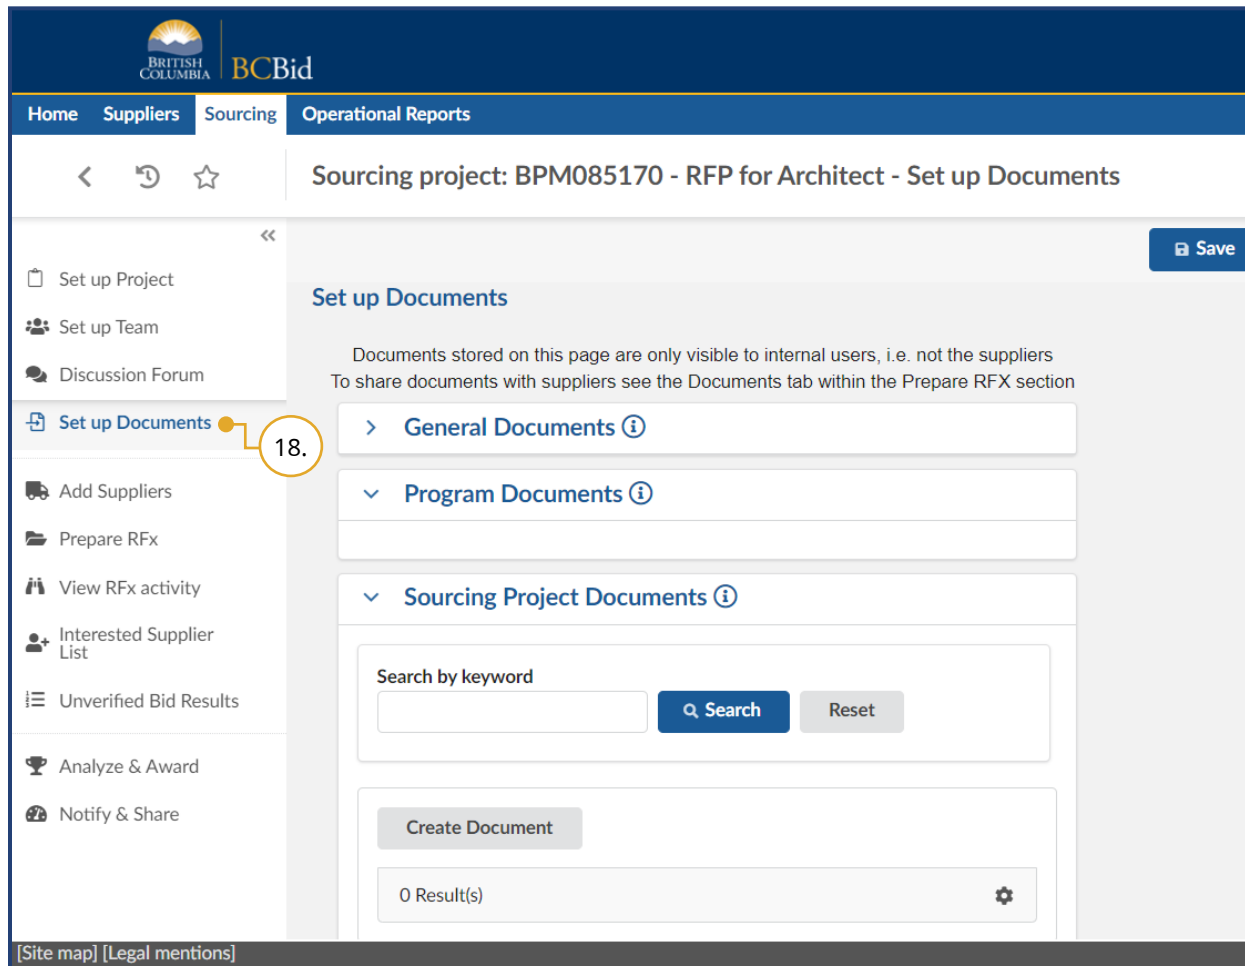 BRITISH
COLUMBIA
BCBid
Home Suppliers Sourcing Operational Reports
Sourcing project: BPM085170 - RFP for Architect - Set up Documents
Save
Set up Project
Set up Team
Discussion Forum
Set up Documents
18.
Add Suppliers
Prepare RFx
View RFx activity
Interested Supplier
List
Unverified Bid Results
Analyze & Award
Notify & Share
Set up Documents
Documents stored on this page are only visible to internal users, i.e. not the suppliers
To share documents with suppliers see the Documents tab within the Prepare RFX section
General Documents
Program Documents
Sourcing Project Documents
Search by keyword
Search Reset
Create Document
0 Result(s)
[Site map] [Legal mentions]